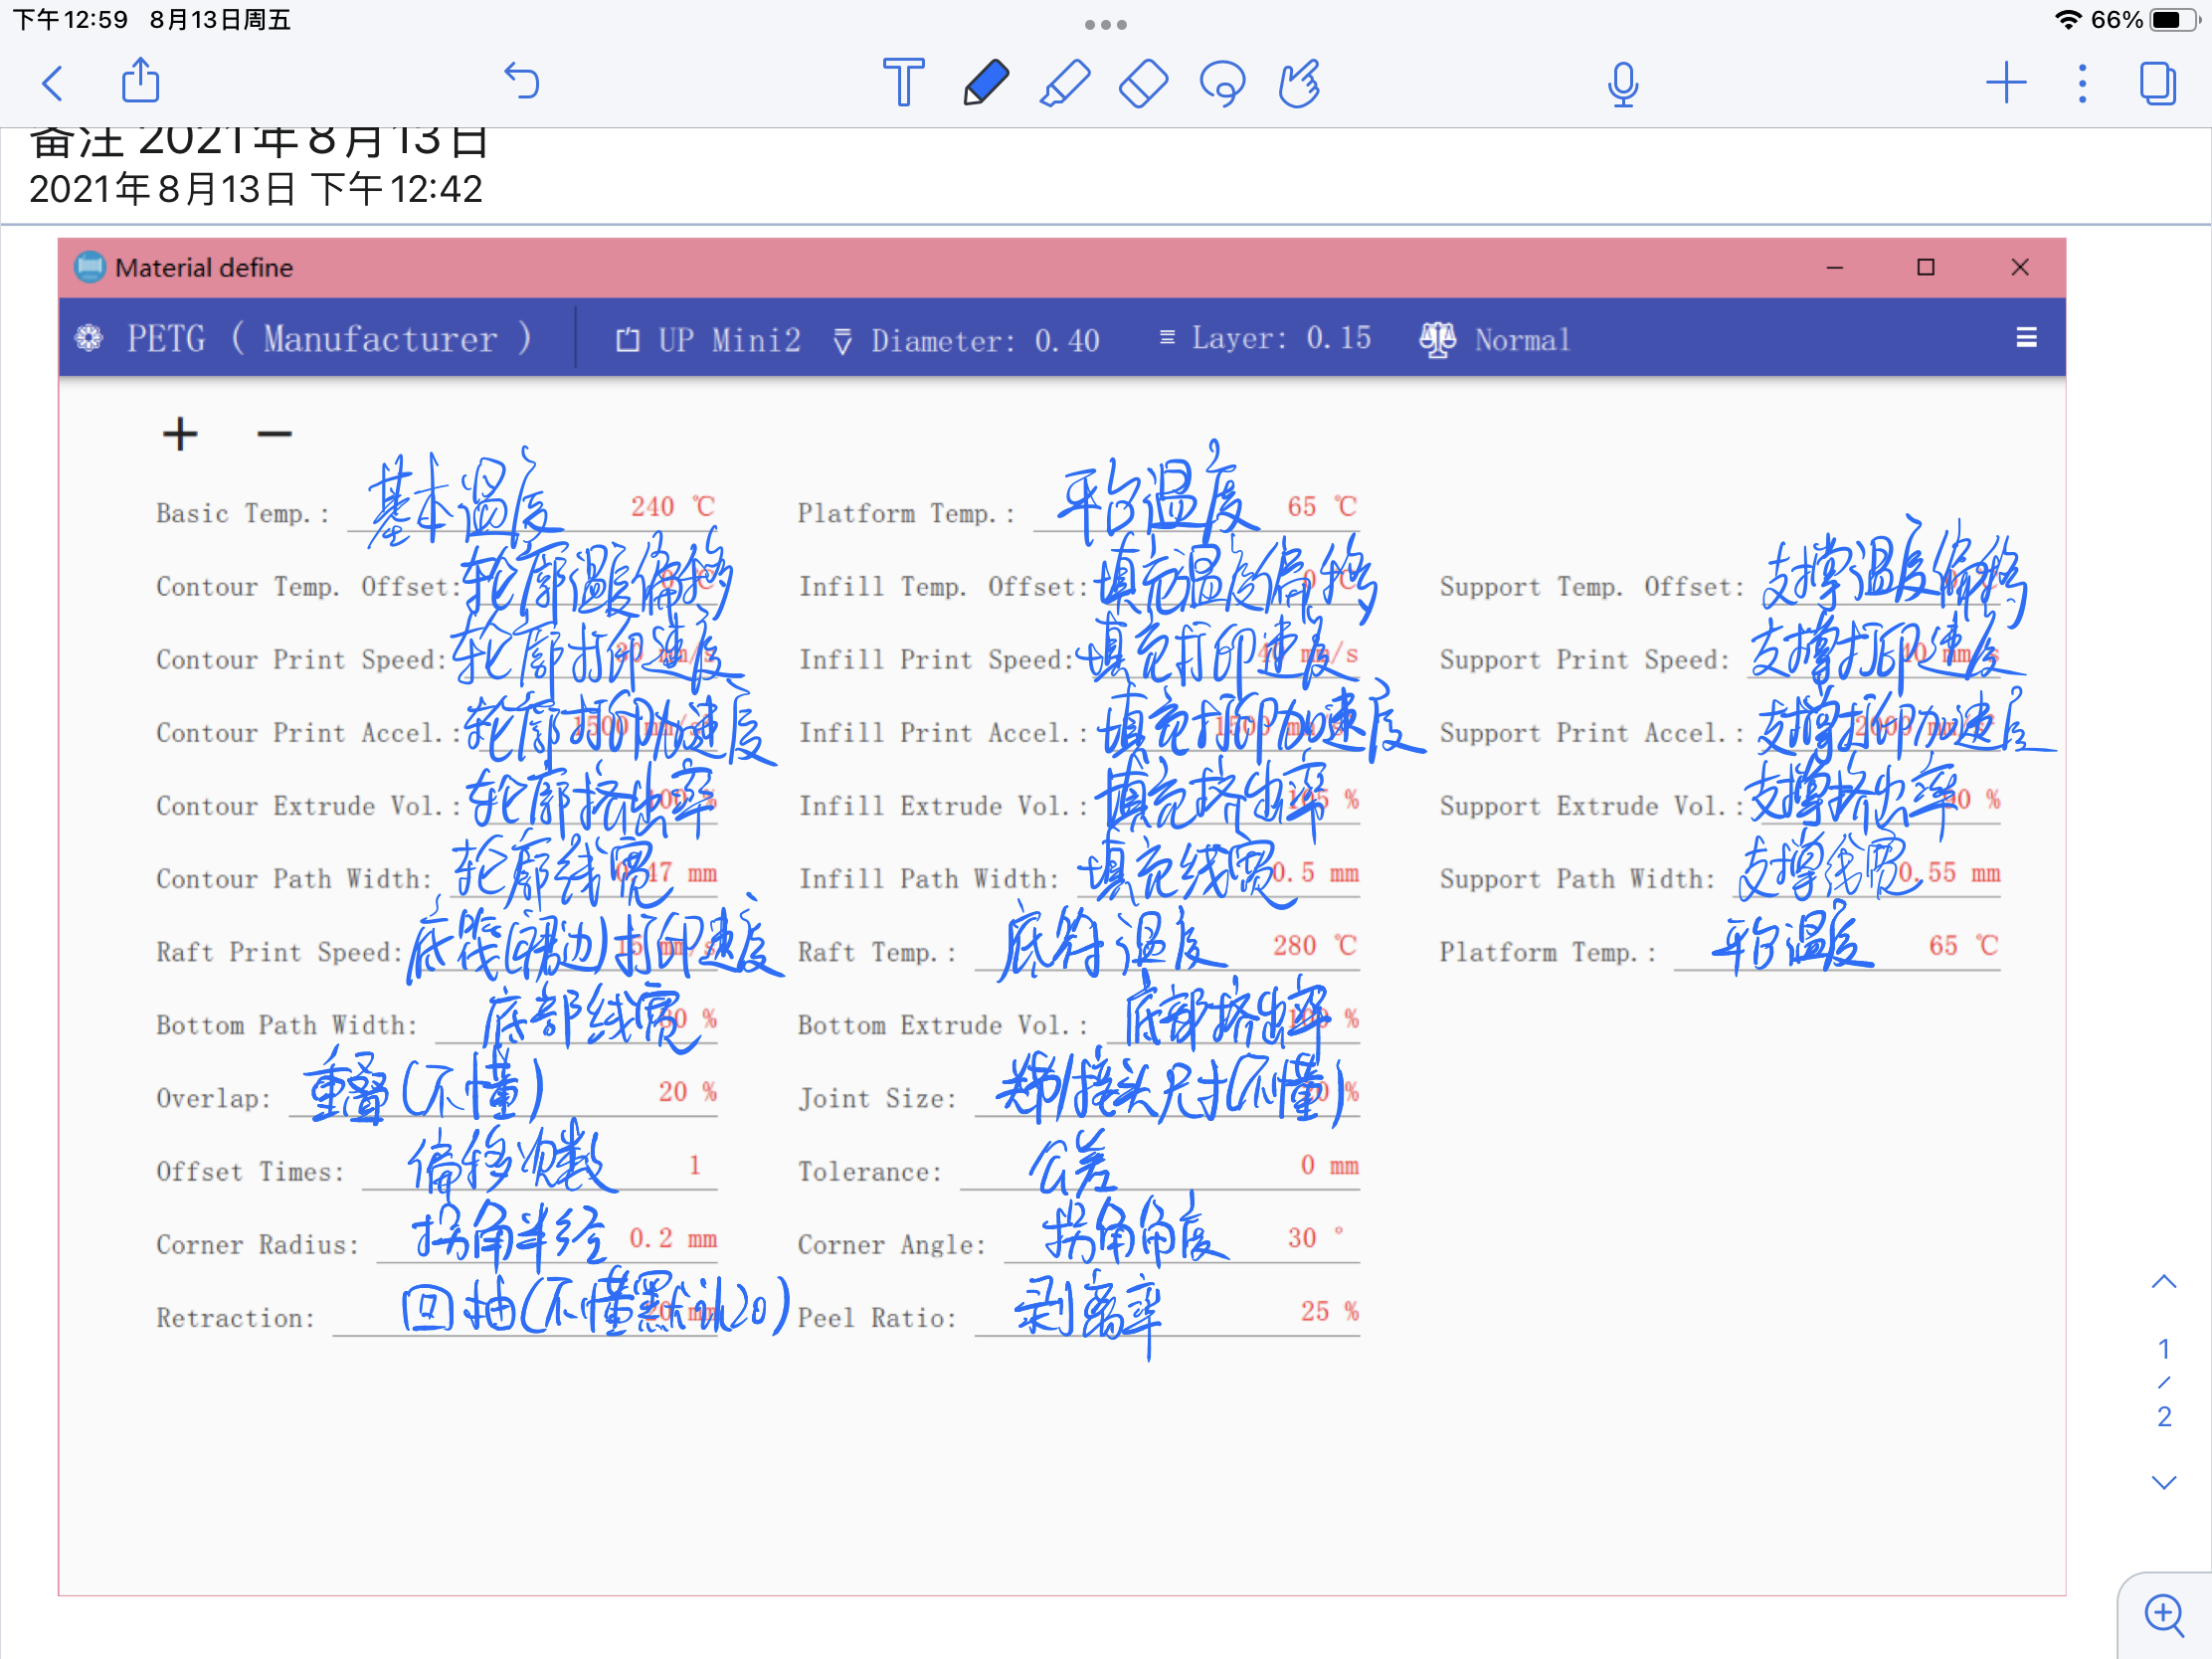 下午12:59 8月13日周五 66%
备注 2021年8月13日
2021年8月13日 下午12:42
Material define
PETG ( Manufacturer ) UP Mini2 Diameter: 0.40 Layer: 0.15 Normal
Basic Temp.: 基本温度 240 ℃ Platform Temp.: 平台温度 65 ℃
Contour Temp. Offset: 轮廓温度偏移 ℃ Infill Temp. Offset: 填充温度偏移 0 ℃ Support Temp. Offset: 支撑温度偏移
Contour Print Speed: 轮廓打印速度 mm/s Infill Print Speed: 填充打印速度 mm/s Support Print Speed: 支撑打印速度 40 mm/s
Contour Print Accel.: 轮廓打印加速度 1500 mm/s² Infill Print Accel.: 填充打印加速度 1500 mm/s² Support Print Accel.: 支撑打印加速度 2000 mm/s²
Contour Extrude Vol.: 轮廓挤出率 100 % Infill Extrude Vol.: 填充挤出率 105 % Support Extrude Vol.: 支撑挤出率 90 %
Contour Path Width: 轮廓线宽 0.47 mm Infill Path Width: 填充线宽 0.5 mm Support Path Width: 支撑线宽 0.55 mm
Raft Print Speed: 底筏(裙边)打印速度 15 mm/s Raft Temp.: 底筏温度 280 ℃ Platform Temp.: 平台温度 65 ℃
Bottom Path Width: 底部线宽 % Bottom Extrude Vol.: 底部挤出率 100 %
Overlap: 重叠(不懂) 20 % Joint Size: 接头尺寸(不懂) %
Offset Times: 偏移次数 1 Tolerance: 公差 0 mm
Corner Radius: 拐角半径 0.2 mm Corner Angle: 拐角角度 30 °
Retraction: 回抽(不懂默认20) 20 mm Peel Ratio: 剥离率 25 %
1
/
2